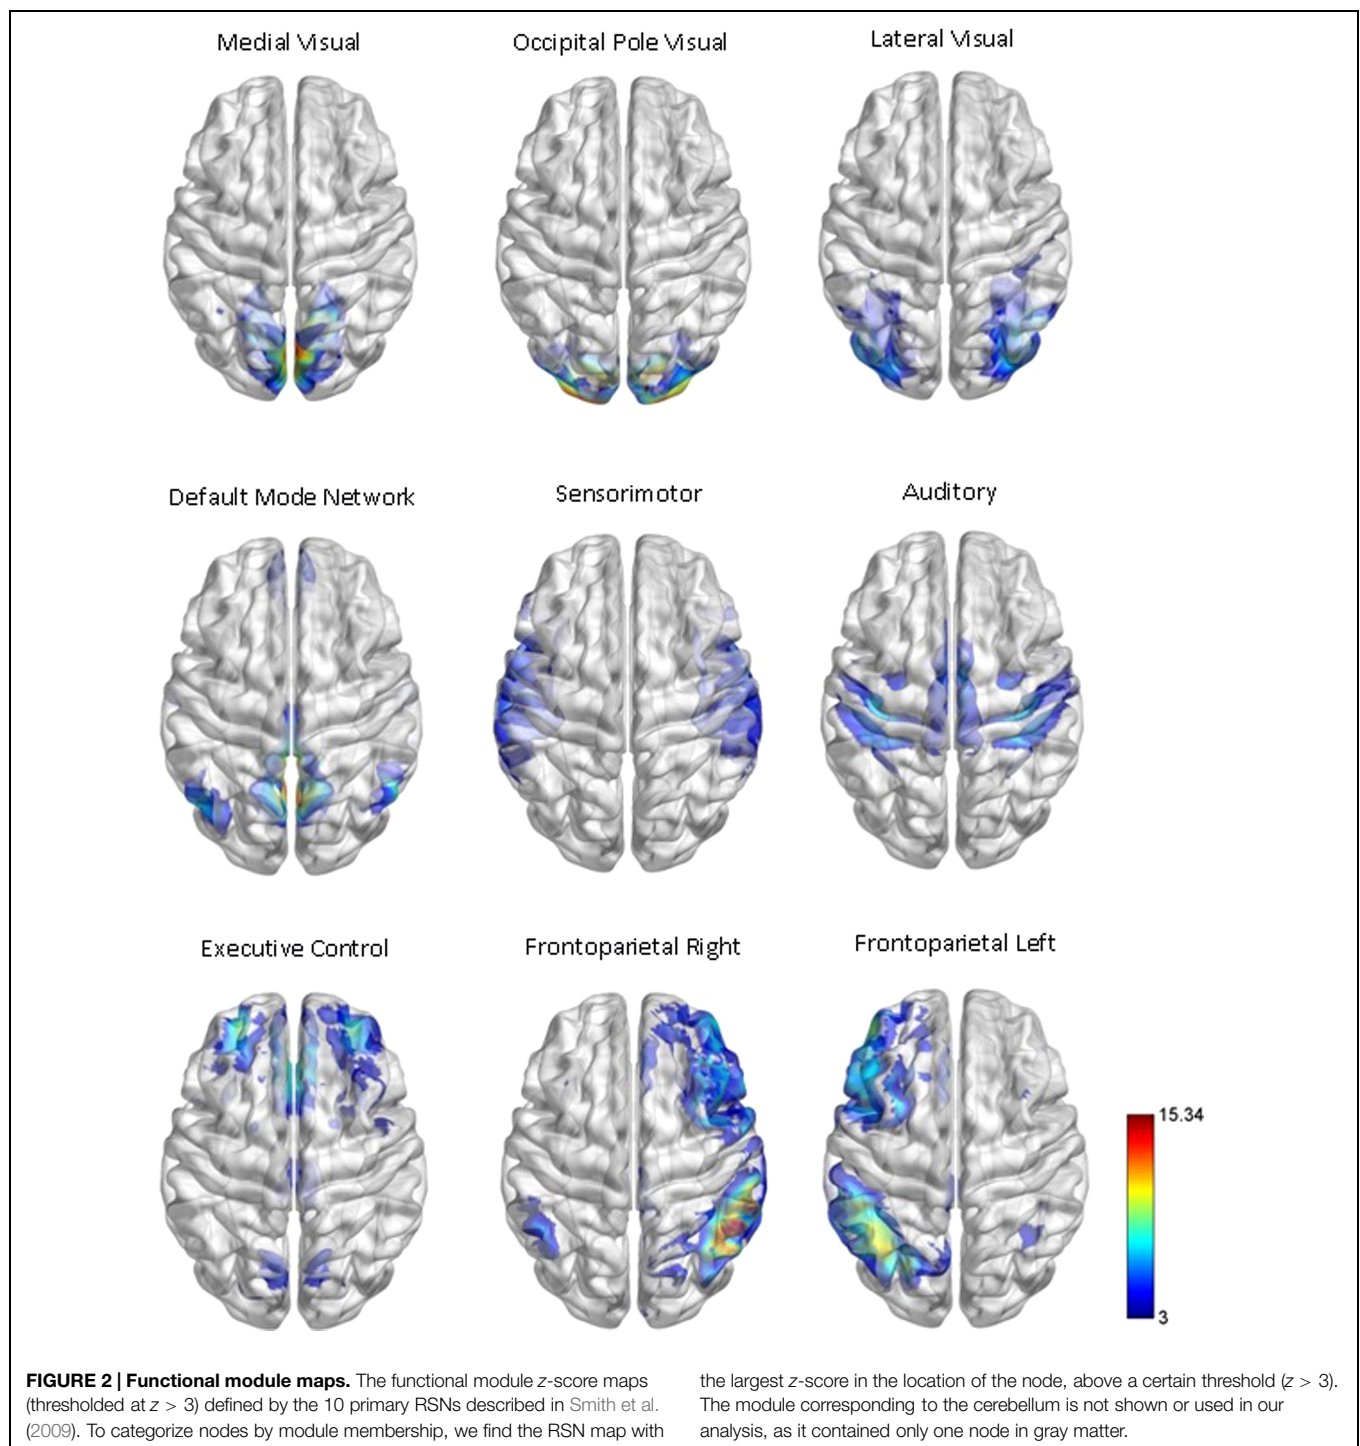 Medial Visual
Occipital Pole Visual
Lateral Visual
Default Mode Network
Sensorimotor
Auditory
Executive Control
Frontoparietal Right
Frontoparietal Left
15.34
3
FIGURE 2 | Functional module maps. The functional module z-score maps
(thresholded at z > 3) defined by the 10 primary RSNs described in Smith et al.
(2009). To categorize nodes by module membership, we find the RSN map with
the largest z-score in the location of the node, above a certain threshold (z > 3).
The module corresponding to the cerebellum is not shown or used in our
analysis, as it contained only one node in gray matter.